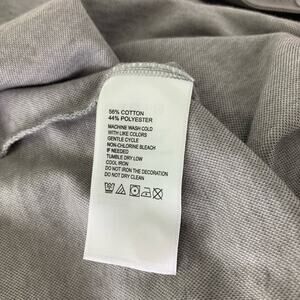 56% COTTON
44% POLYESTER
MACHINE WASH COLD
WITH LIKE COLORS
GENTLE CYCLE
NON-CHLORINE BLEACH
IF NEEDED
TUMBLE DRY LOW
COOL IRON
DO NOT IRON THE DECORATION
DO NOT DRY CLEAN